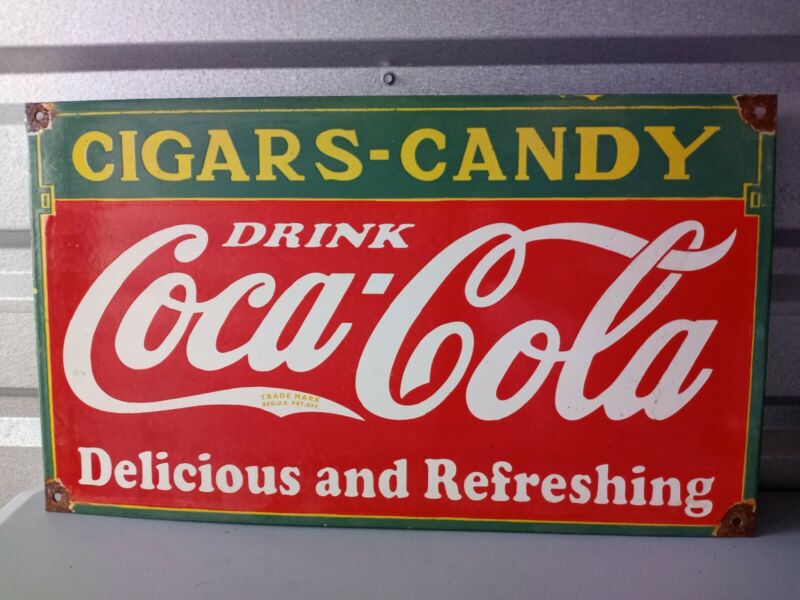 CIGARS-CANDY
DRINK
Coca-Cola
TRADE MARK
REG. U.S. PAT. OFF.
Delicious and Refreshing